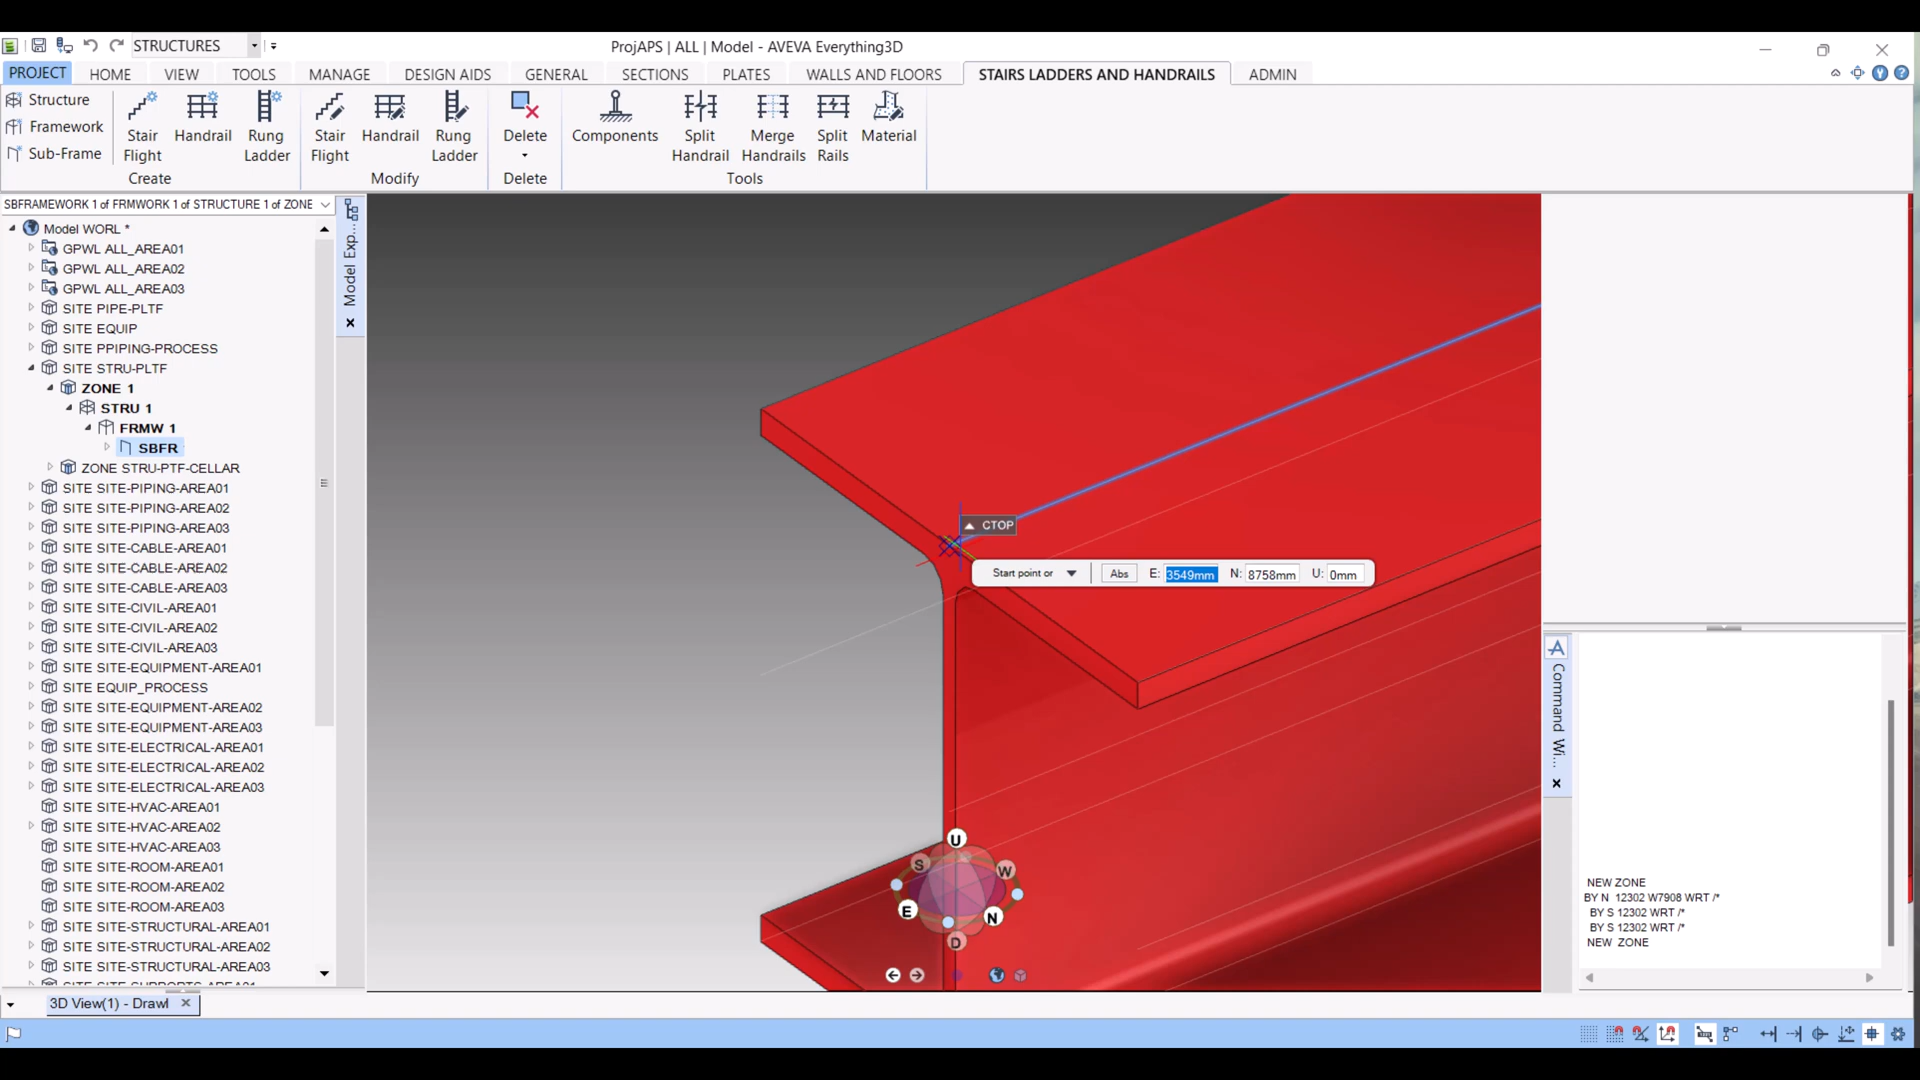 STRUCTURES
ProjAPS | ALL | Model - AVEVA Everything3D
PROJECT HOME VIEW TOOLS MANAGE DESIGN AIDS GENERAL SECTIONS PLATES WALLS AND FLOORS STAIRS LADDERS AND HANDRAILS ADMIN
Structure
Framework
Sub-Frame
Stair Flight
Handrail
Rung Ladder
Create
Stair Flight
Handrail
Rung Ladder
Modify
Delete
Delete
Components
Split Handrail
Merge Handrails
Split Rails
Material
Tools
SBFRAMEWORK 1 of FRMWORK 1 of STRUCTURE 1 of ZONE
Model WORL *
GPWL ALL_AREA01
GPWL ALL_AREA02
GPWL ALL_AREA03
SITE PIPE-PLTF
SITE EQUIP
SITE PPIPING-PROCESS
SITE STRU-PLTF
ZONE 1
STRU 1
FRMW 1
SBFR
ZONE STRU-PTF-CELLAR
SITE SITE-PIPING-AREA01
SITE SITE-PIPING-AREA02
SITE SITE-PIPING-AREA03
SITE SITE-CABLE-AREA01
SITE SITE-CABLE-AREA02
SITE SITE-CABLE-AREA03
SITE SITE-CIVIL-AREA01
SITE SITE-CIVIL-AREA02
SITE SITE-CIVIL-AREA03
SITE SITE-EQUIPMENT-AREA01
SITE EQUIP_PROCESS
SITE SITE-EQUIPMENT-AREA02
SITE SITE-EQUIPMENT-AREA03
SITE SITE-ELECTRICAL-AREA01
SITE SITE-ELECTRICAL-AREA02
SITE SITE-ELECTRICAL-AREA03
SITE SITE-HVAC-AREA01
SITE SITE-HVAC-AREA02
SITE SITE-HVAC-AREA03
SITE SITE-ROOM-AREA01
SITE SITE-ROOM-AREA02
SITE SITE-ROOM-AREA03
SITE SITE-STRUCTURAL-AREA01
SITE SITE-STRUCTURAL-AREA02
SITE SITE-STRUCTURAL-AREA03
SITE SITE-SUPPORTS-AREA01
Model Exp...
CTOP
Start point or Abs E: 3549mm N: 8758mm U: 0mm
U
S W
E N
D
Command Wi...
NEW ZONE
BY N 12302 W7908 WRT /*
BY S 12302 WRT /*
BY S 12302 WRT /*
NEW ZONE
3D View(1) - Drawl